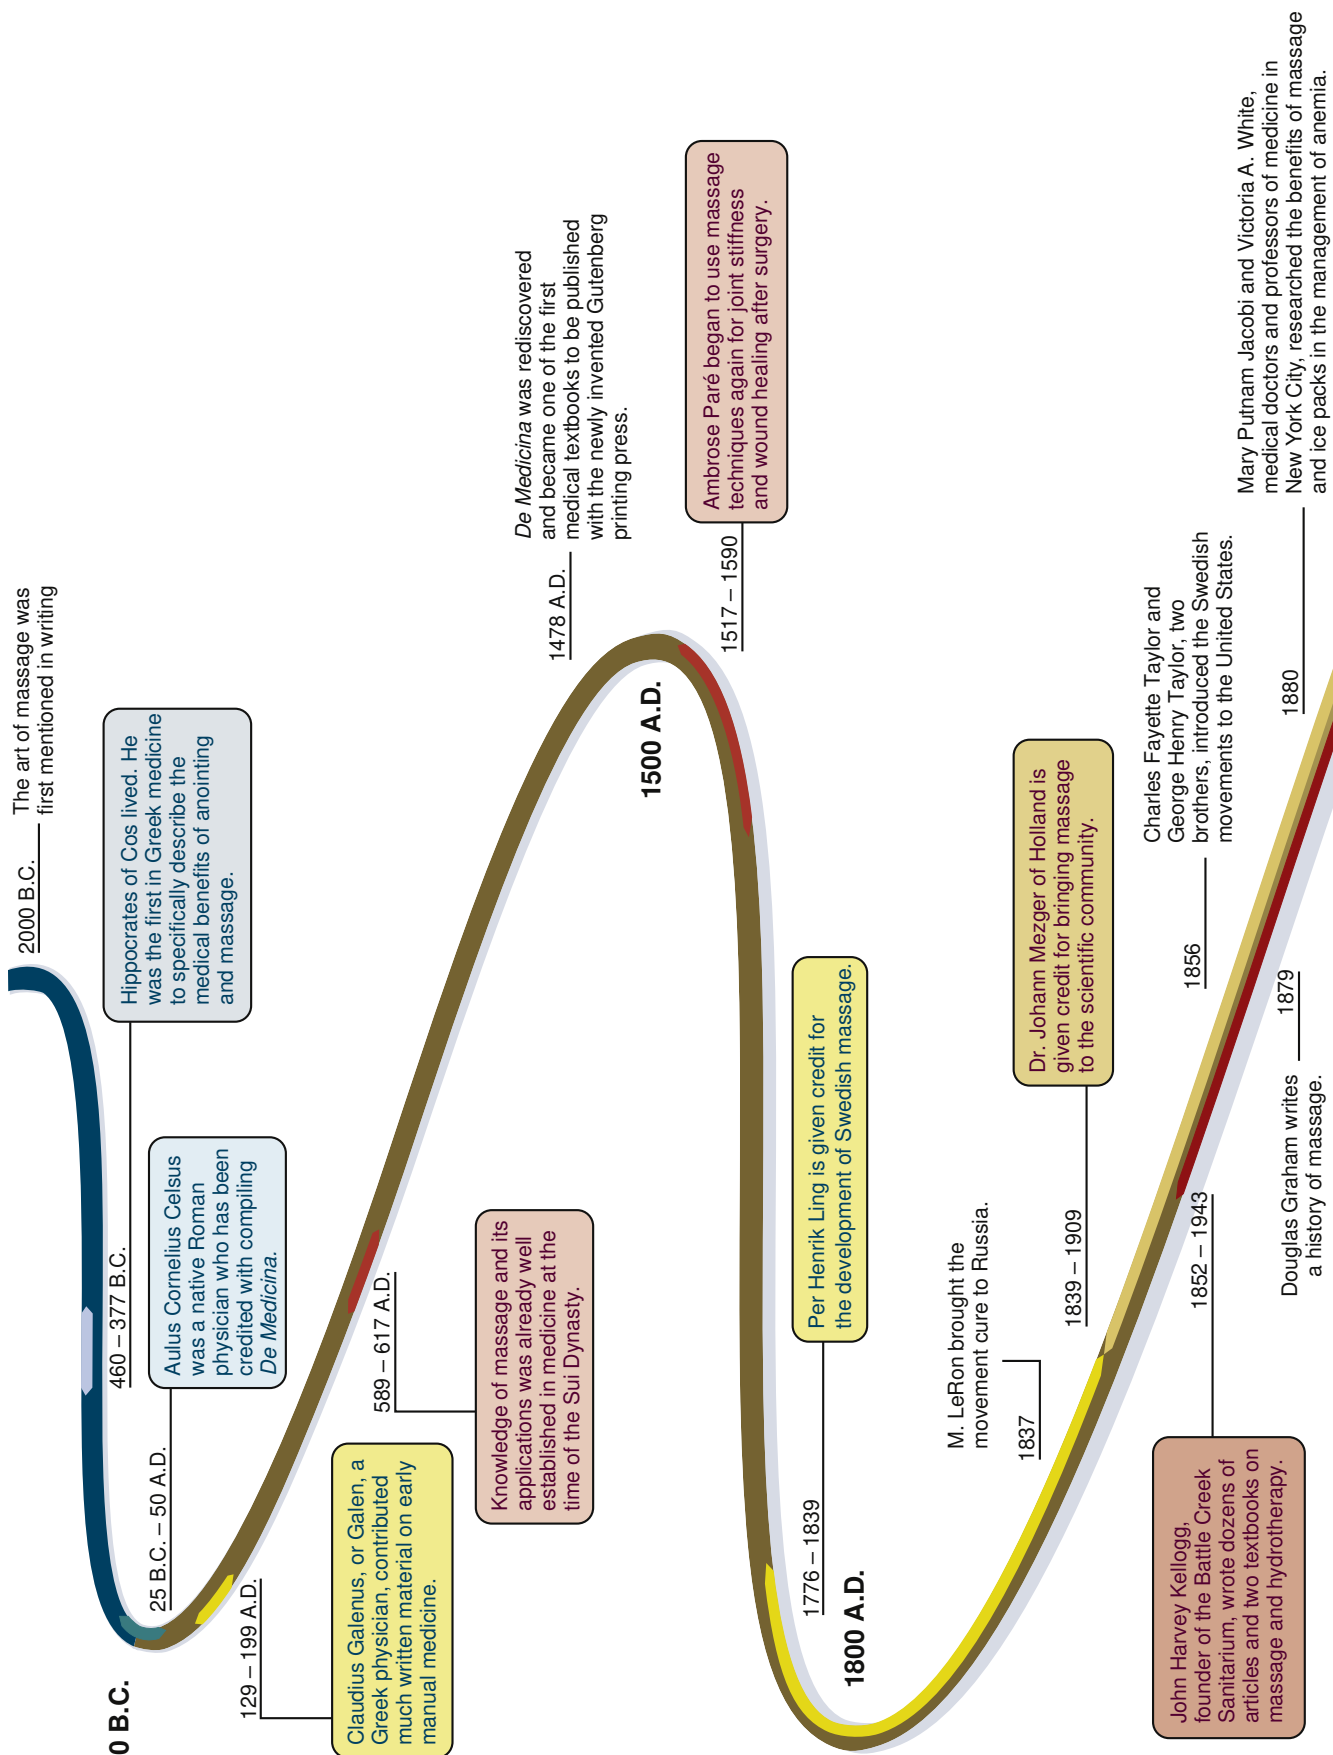 2000 B.C.
The art of massage was
first mentioned in writing
460 – 377 B.C.
Hippocrates of Cos lived. He
was the first in Greek medicine
to specifically describe the
medical benefits of anointing
and massage.
0 B.C.
25 B.C. – 50 A.D.
Aulus Cornelius Celsus
was a native Roman
physician who has been
credited with compiling
De Medicina.
129 – 199 A.D.
Claudius Galenus, or Galen, a
Greek physician, contributed
much written material on early
manual medicine.
589 – 617 A.D.
Knowledge of massage and its
applications was already well
established in medicine at the
time of the Sui Dynasty.
1478 A.D.
De Medicina was rediscovered
and became one of the first
medical textbooks to be published
with the newly invented Gutenberg
printing press.
1500 A.D.
1517 – 1590
Ambrose Paré began to use massage
techniques again for joint stiffness
and wound healing after surgery.
1776 – 1839
Per Henrik Ling is given credit for
the development of Swedish massage.
1800 A.D.
M. LeRon brought the
movement cure to Russia.
1837
1839 – 1909
Dr. Johann Mezger of Holland is
given credit for bringing massage
to the scientific community.
1852 – 1943
John Harvey Kellogg,
founder of the Battle Creek
Sanitarium, wrote dozens of
articles and two textbooks on
massage and hydrotherapy.
1856
Charles Fayette Taylor and
George Henry Taylor, two
brothers, introduced the Swedish
movements to the United States.
1879
Douglas Graham writes
a history of massage.
1880
Mary Putnam Jacobi and Victoria A. White,
medical doctors and professors of medicine in
New York City, researched the benefits of massage
and ice packs in the management of anemia.